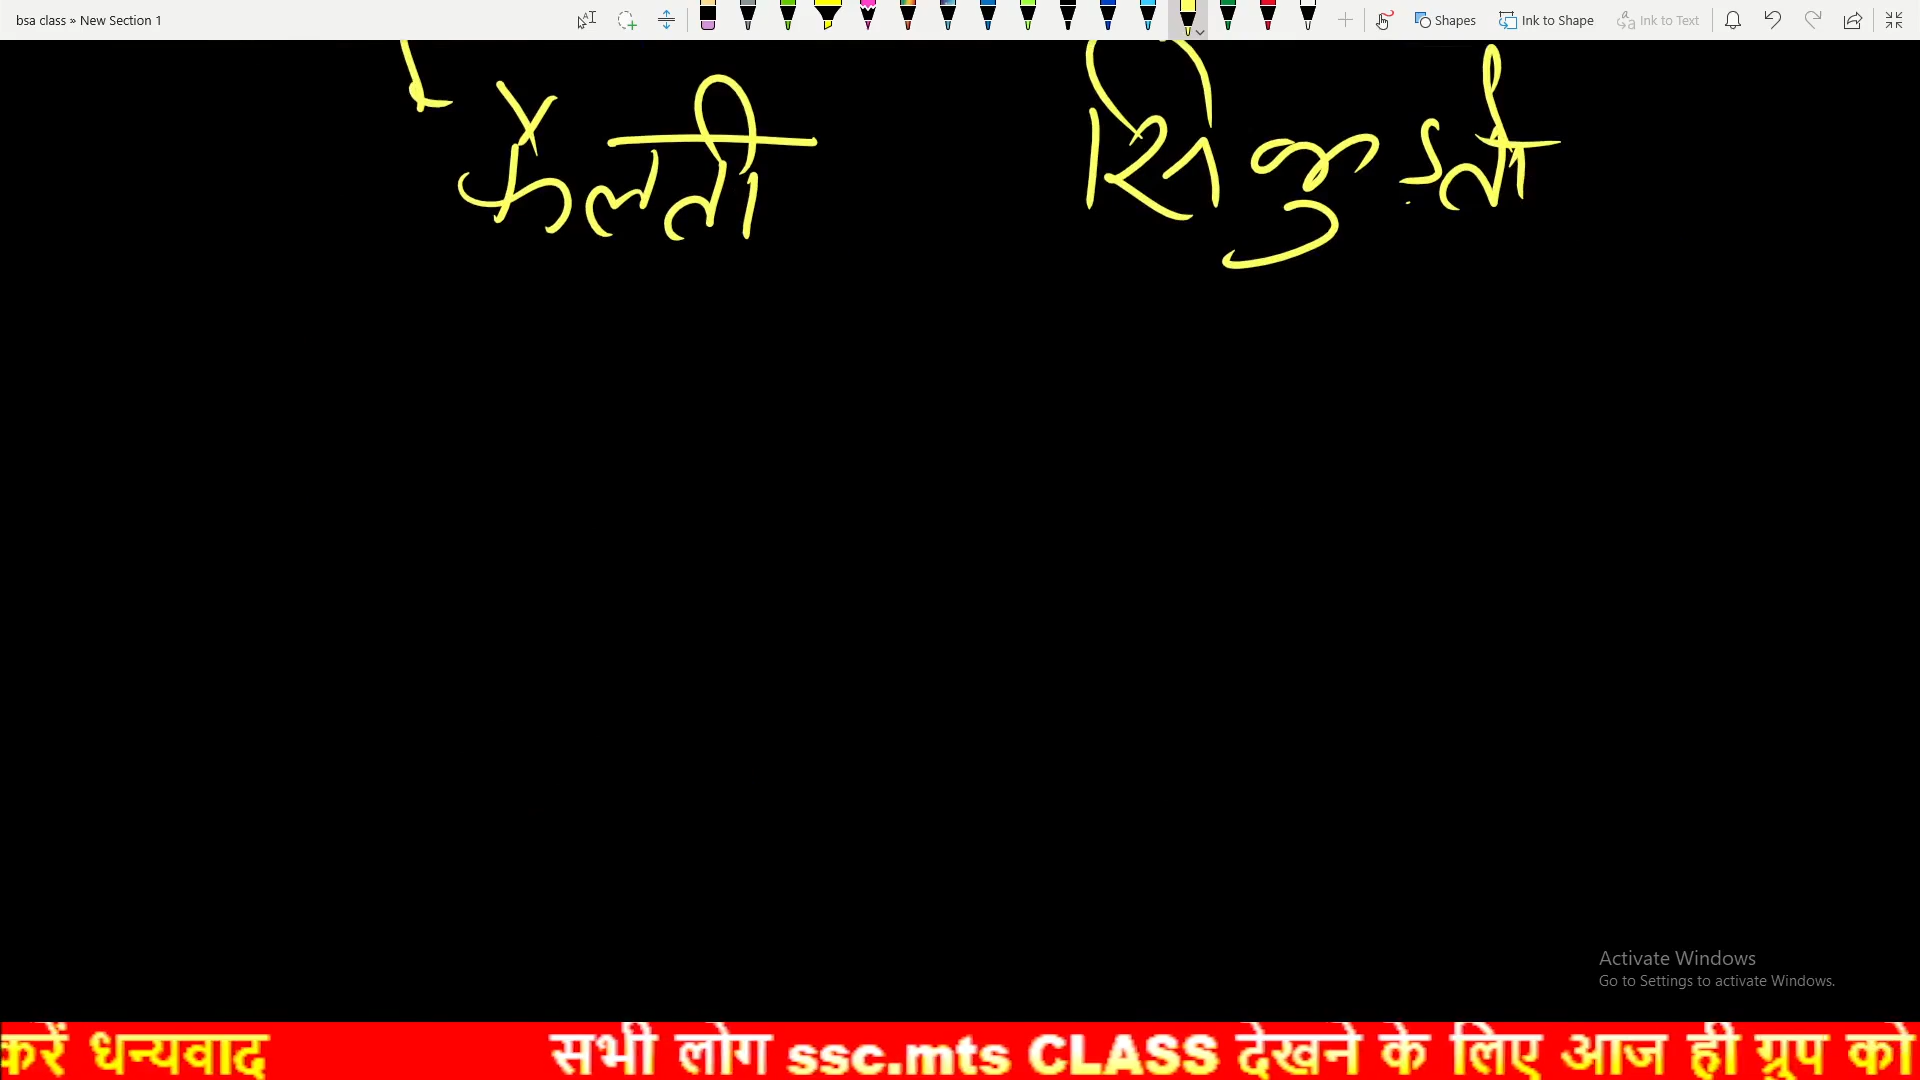 bsa class » New Section 1
Shapes Ink to Shape Ink to Text
फैलती सिकुड़ती
Activate Windows
Go to Settings to activate Windows.
करें धन्यवाद सभी लोग ssc.mts CLASS देखने के लिए आज ही ग्रुप को